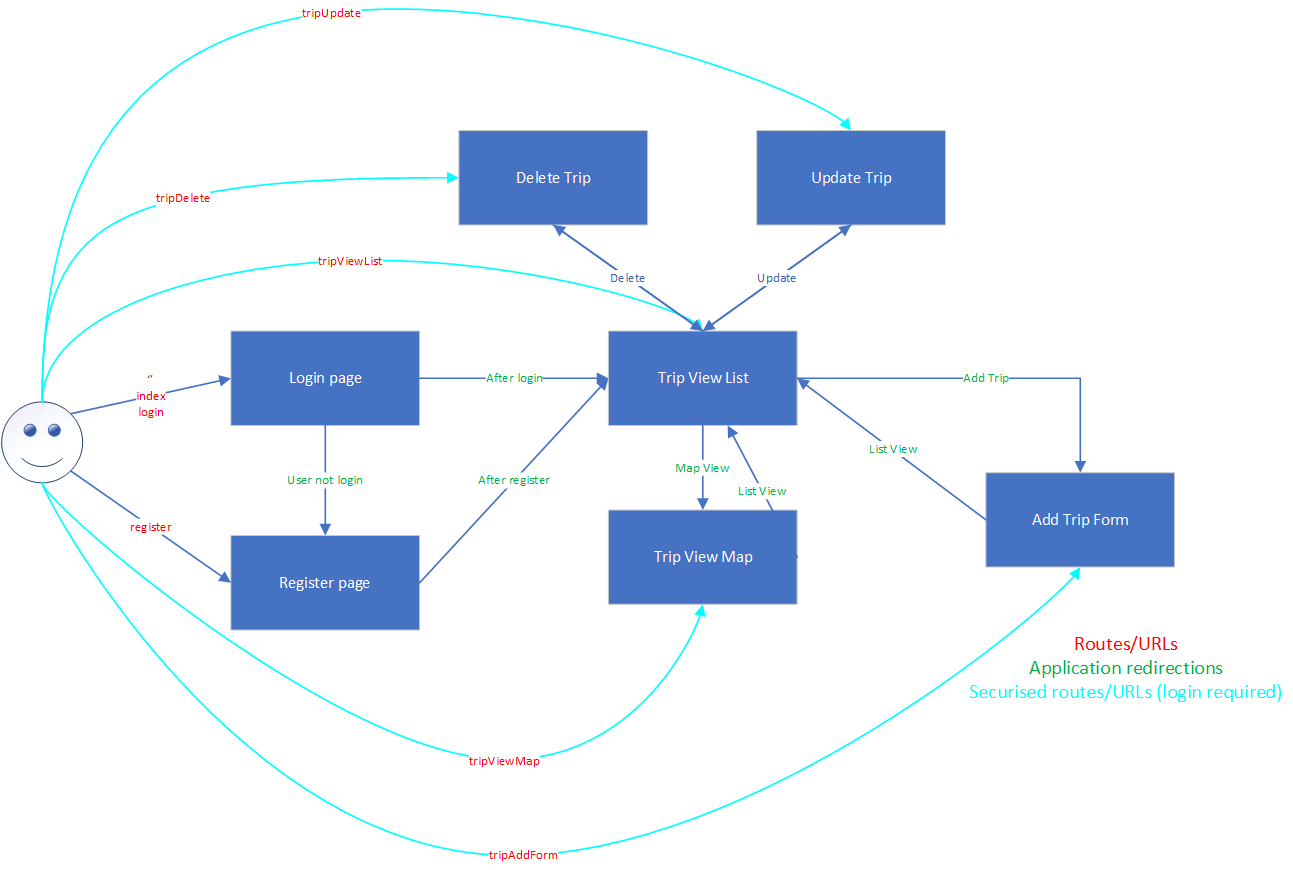 tripUpdate
Delete Trip
Update Trip
tripDelete
tripViewList
Delete
Update
Login page
Trip View List
″
index
login
After login
Add Trip
List View
Map View
User not login
After register
List View
Add Trip Form
register
Trip View Map
Register page
Routes/URLs
Application redirections
Securised routes/URLs (login required)
tripViewMap
tripAddForm